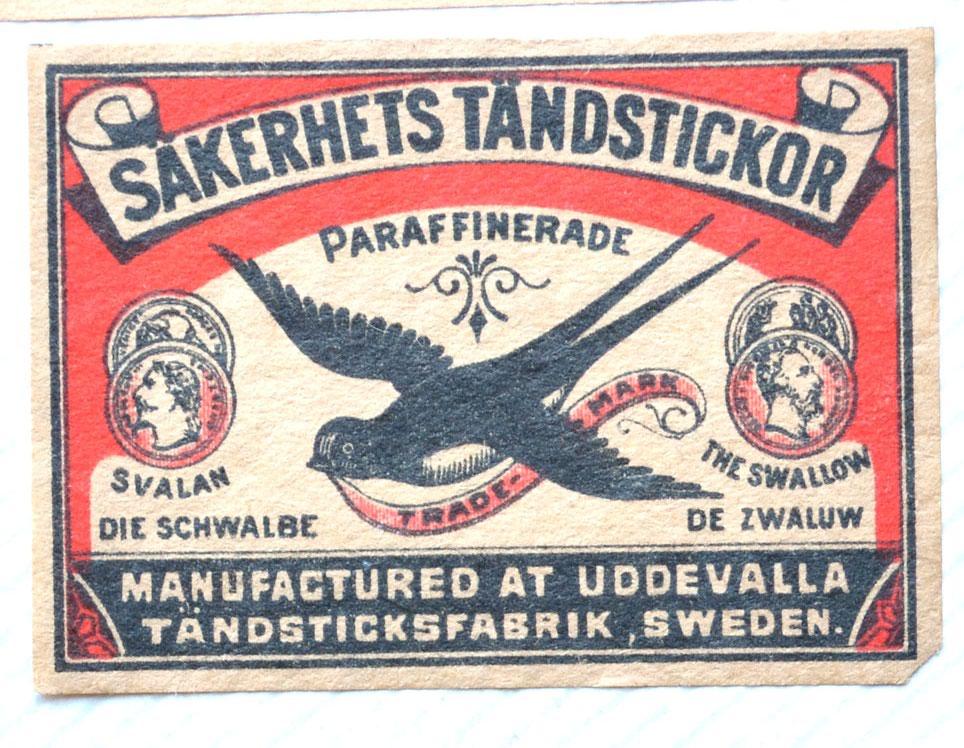 SÄKERHETS TÄNDSTICKOR
PARAFFINERADE
TRADE-MARK
SVALAN
THE SWALLOW
DIE SCHWALBE
DE ZWALUW
MANUFACTURED AT UDDEVALLA
TÄNDSTICKSFABRIK, SWEDEN.